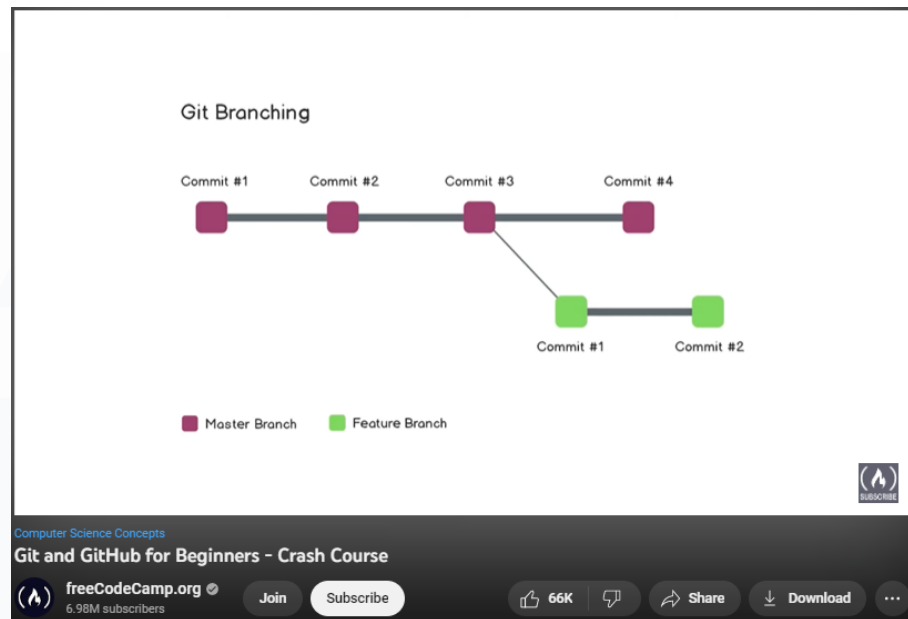 Git Branching
Commit #1 Commit #2 Commit #3 Commit #4
Commit #1 Commit #2
Master Branch Feature Branch
SUBSCRIBE
Computer Science Concepts
Git and GitHub for Beginners - Crash Course
freeCodeCamp.org
6.98M subscribers
Join Subscribe 66K Share Download